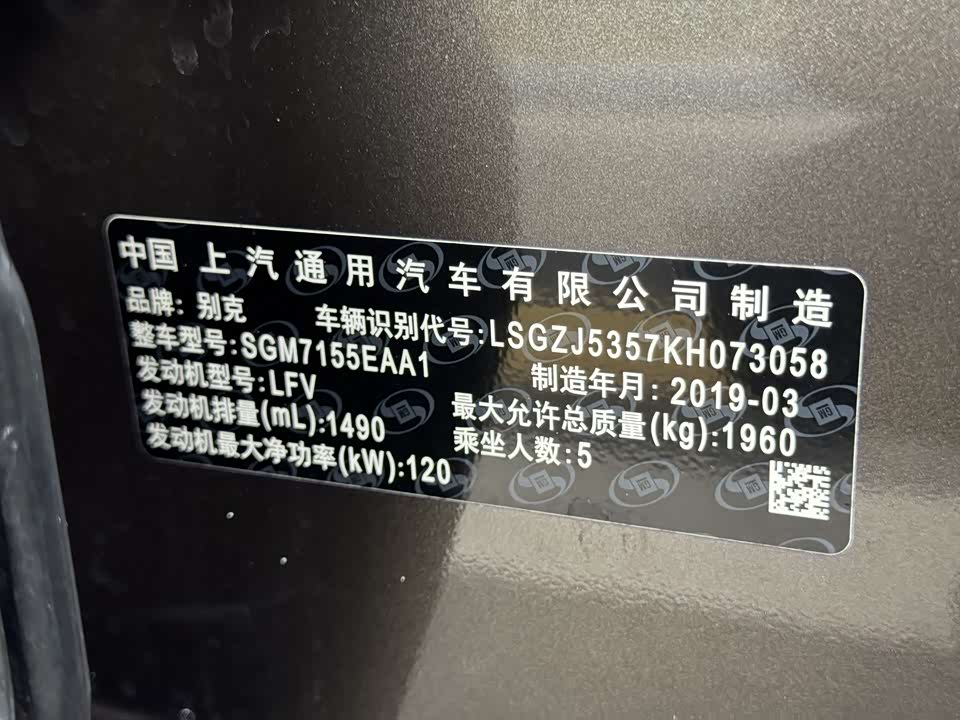 中国 上汽通用汽车有限公司制造
品牌: 别克 车辆识别代号:LSGZJ5357KH073058
整车型号:SGM7155EAA1 制造年月: 2019-03
发动机型号:LFV 最大允许总质量(kg):1960
发动机排量(mL):1490 乘坐人数:5
发动机最大净功率(kW):120